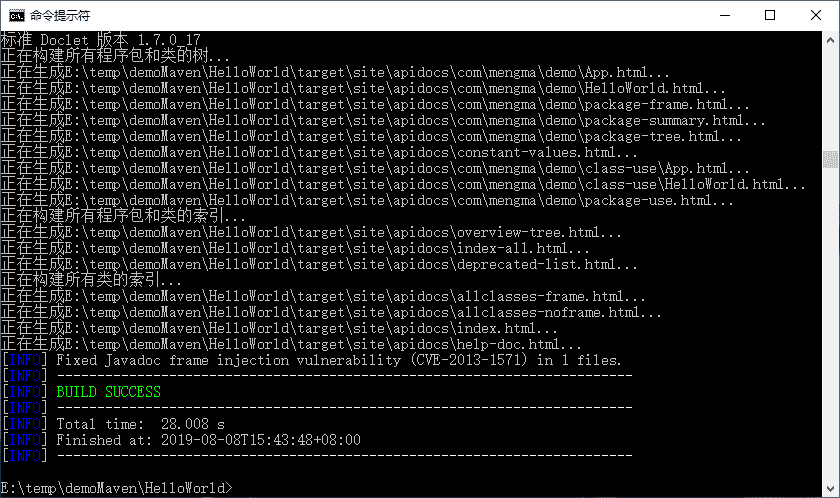 命令提示符
标准 Doclet 版本 1.7.0_17
正在构建所有程序包和类的树...
正在生成E:\temp\demoMaven\HelloWorld\target\site\apidocs\com\mengma\demo\App.html...
正在生成E:\temp\demoMaven\HelloWorld\target\site\apidocs\com\mengma\demo\HelloWorld.html...
正在生成E:\temp\demoMaven\HelloWorld\target\site\apidocs\com\mengma\demo\package-frame.html...
正在生成E:\temp\demoMaven\HelloWorld\target\site\apidocs\com\mengma\demo\package-summary.html...
正在生成E:\temp\demoMaven\HelloWorld\target\site\apidocs\com\mengma\demo\package-tree.html...
正在生成E:\temp\demoMaven\HelloWorld\target\site\apidocs\constant-values.html...
正在生成E:\temp\demoMaven\HelloWorld\target\site\apidocs\com\mengma\demo\class-use\App.html...
正在生成E:\temp\demoMaven\HelloWorld\target\site\apidocs\com\mengma\demo\class-use\HelloWorld.html...
正在生成E:\temp\demoMaven\HelloWorld\target\site\apidocs\com\mengma\demo\package-use.html...
正在构建所有程序包和类的索引...
正在生成E:\temp\demoMaven\HelloWorld\target\site\apidocs\overview-tree.html...
正在生成E:\temp\demoMaven\HelloWorld\target\site\apidocs\index-all.html...
正在生成E:\temp\demoMaven\HelloWorld\target\site\apidocs\deprecated-list.html...
正在构建所有类的索引...
正在生成E:\temp\demoMaven\HelloWorld\target\site\apidocs\allclasses-frame.html...
正在生成E:\temp\demoMaven\HelloWorld\target\site\apidocs\allclasses-noframe.html...
正在生成E:\temp\demoMaven\HelloWorld\target\site\apidocs\index.html...
正在生成E:\temp\demoMaven\HelloWorld\target\site\apidocs\help-doc.html...
[INFO] Fixed Javadoc frame injection vulnerability (CVE-2013-1571) in 1 files.
[INFO] ------------------------------------------------------------------------
[INFO] BUILD SUCCESS
[INFO] ------------------------------------------------------------------------
[INFO] Total time:  28.008 s
[INFO] Finished at: 2019-08-08T15:43:48+08:00
[INFO] ------------------------------------------------------------------------
E:\temp\demoMaven\HelloWorld>